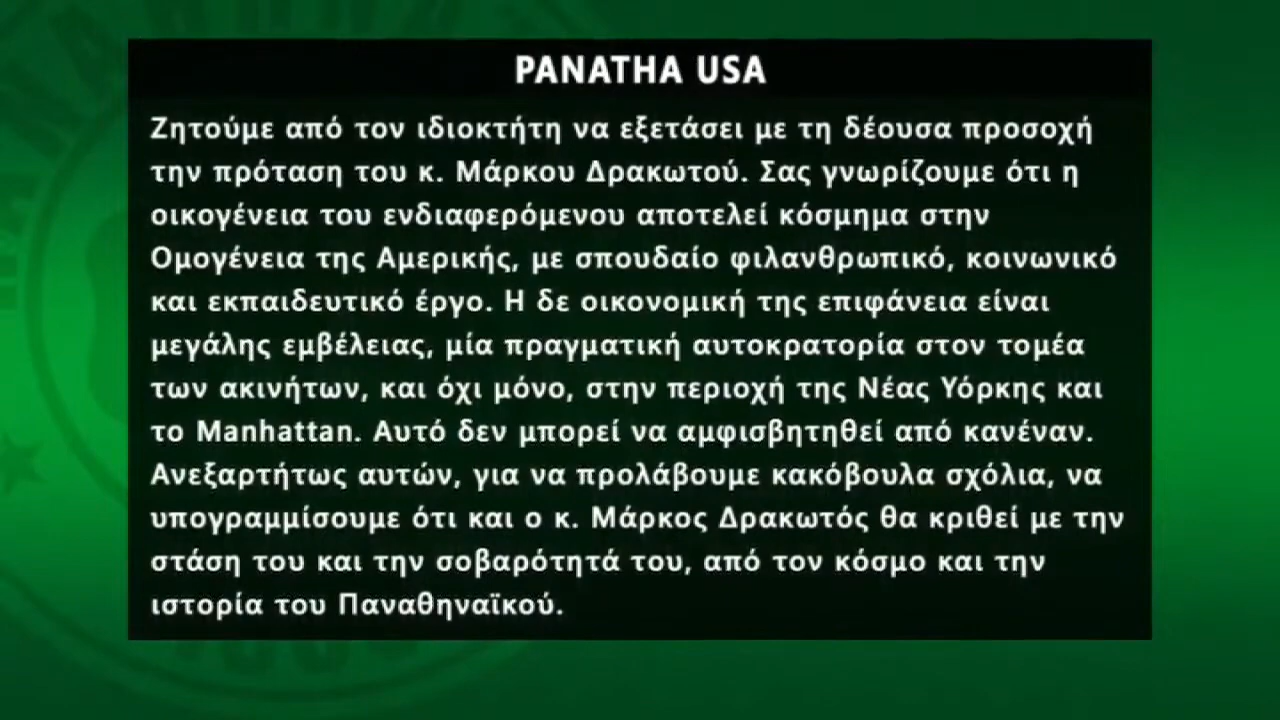 PANATHA USA
Ζητούμε από τον ιδιοκτήτη να εξετάσει με τη δέουσα προσοχή
την πρόταση του κ. Μάρκου Δρακωτού. Σας γνωρίζουμε ότι η
οικογένεια του ενδιαφερόμενου αποτελεί κόσμημα στην
Ομογένεια της Αμερικής, με σπουδαίο φιλανθρωπικό, κοινωνικό
και εκπαιδευτικό έργο. Η δε οικονομική της επιφάνεια είναι
μεγάλης εμβέλειας, μία πραγματική αυτοκρατορία στον τομέα
των ακινήτων, και όχι μόνο, στην περιοχή της Νέας Υόρκης και
το Manhattan. Αυτό δεν μπορεί να αμφισβητηθεί από κανέναν.
Ανεξαρτήτως αυτών, για να προλάβουμε κακόβουλα σχόλια, να
υπογραμμίσουμε ότι και ο κ. Μάρκος Δρακωτός θα κριθεί με την
στάση του και την σοβαρότητά του, από τον κόσμο και την
ιστορία του Παναθηναϊκού.